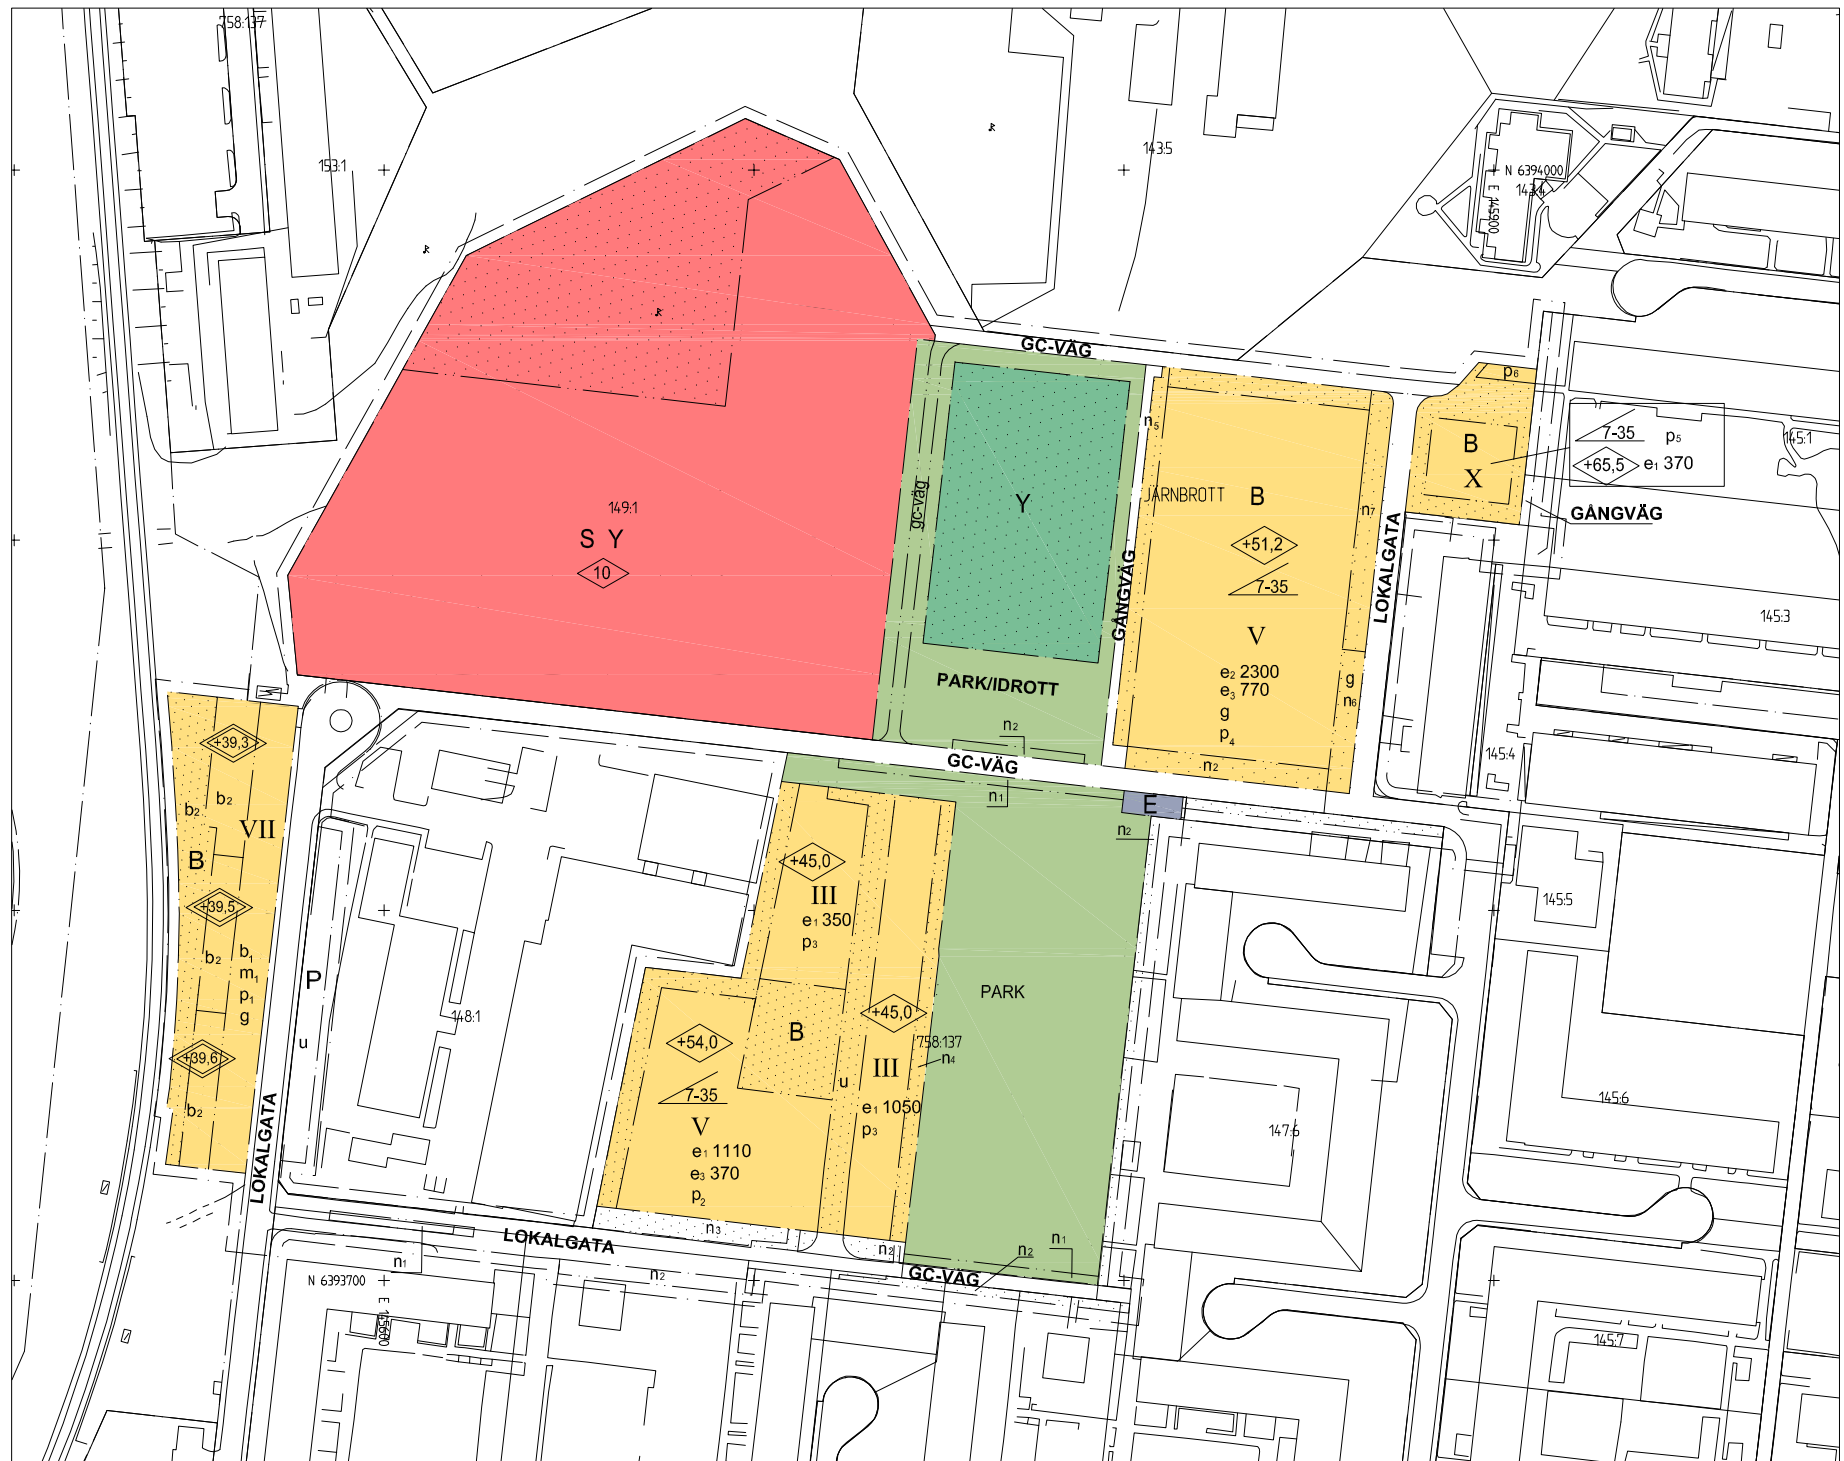 758:137
153:1
143:5
N 6394000
143:4
E 145900
GC-VÄG
p6
7-35
p5
+65,5
e1 370
145:1
B
X
GÅNGVÄG
n5
JÄRNBROTT
B
n7
+51,2
7-35
V
LOKALGATA
gc-väg
Y
GÅNGVÄG
149:1
S Y
10
145:3
e2 2300
e3 770
g
p4
g
n6
PARK/IDROTT
n2
GC-VÄG
n1
n2
145:4
E
n2
+39,3
b2
b2
VII
B
+39,5
b2
b1
m1
p1
g
+39,6
b2
P
u
148:1
LOKALGATA
+45,0
III
e1 350
p3
PARK
145:5
+45,0
758:137
n4
B
+54,0
7-35
V
e1 1110
e3 370
p2
u
III
e1 1050
p3
147:6
145:6
n3
LOKALGATA
n2
n2
n1
GC-VÄG
n1
n2
N 6393700
E 145600
145:7